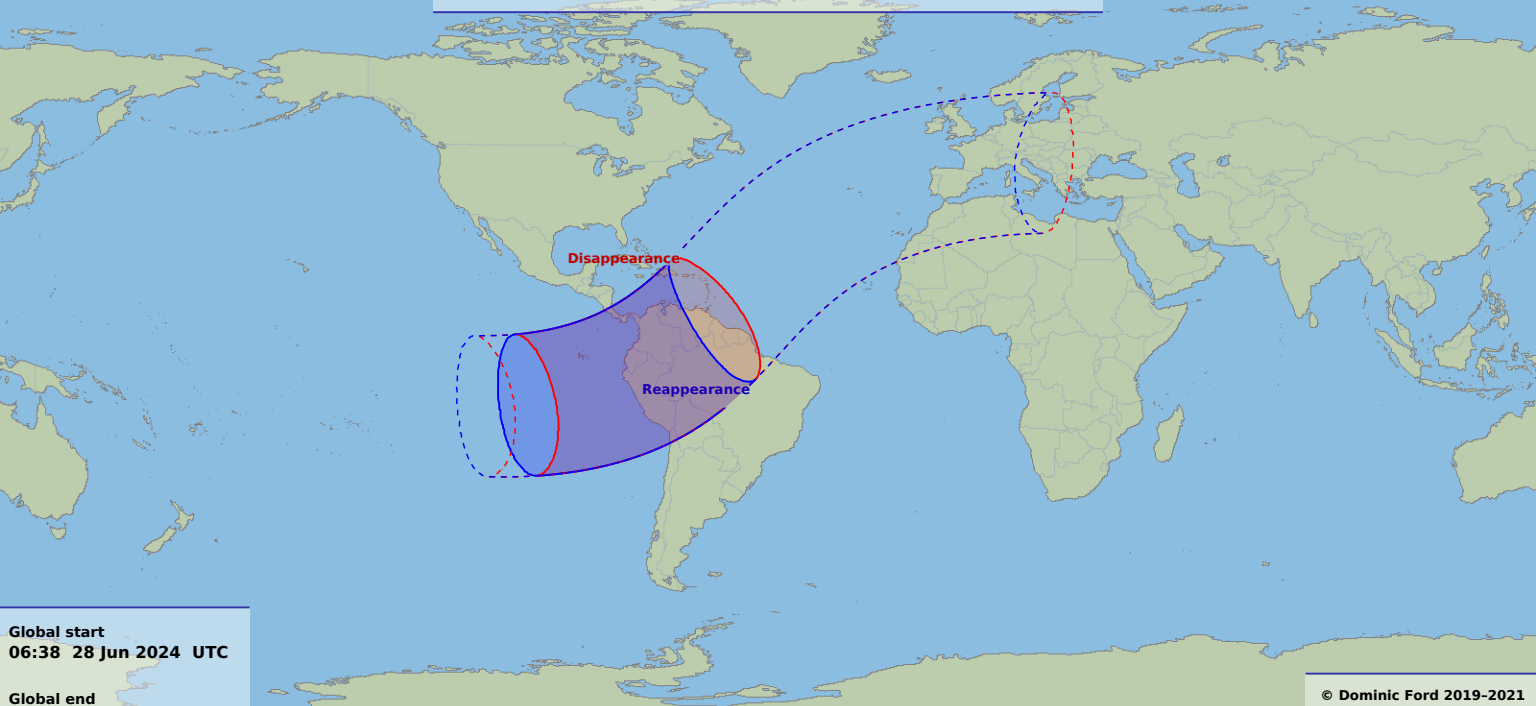 Disappearance
Reappearance
Global start
06:38 28 Jun 2024 UTC
Global end
© Dominic Ford 2019–2021